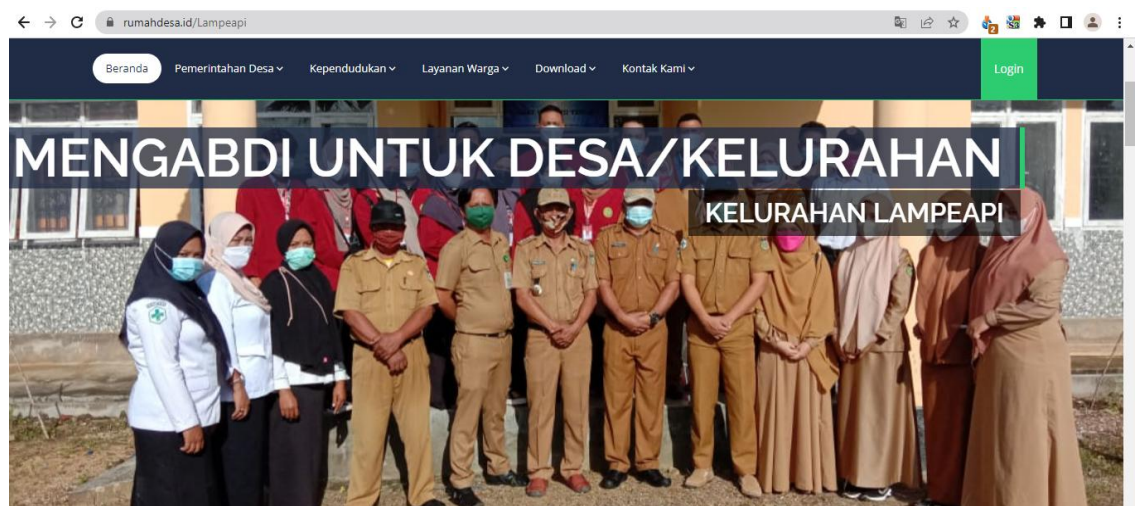 rumahdesa.id/Lampeapi
2
Beranda Pemerintahan Desa Kependudukan Layanan Warga Download Kontak Kami Login
MENGABDI UNTUK DESA/KELURAHAN
KELURAHAN LAMPEAPI